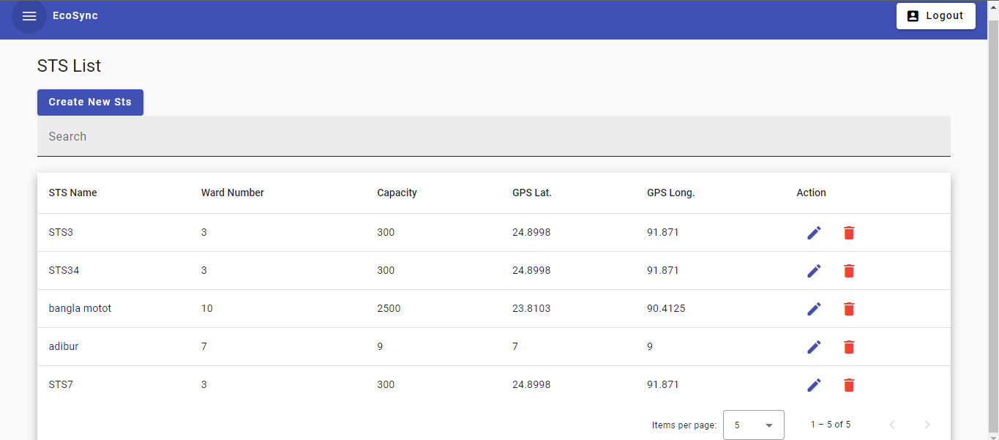 EcoSync
Logout
STS List
Create New Sts
Search
STS Name Ward Number Capacity GPS Lat. GPS Long. Action
STS3 3 300 24.8998 91.871
STS34 3 300 24.8998 91.871
bangla motot 10 2500 23.8103 90.4125
adibur 7 9 7 9
STS7 3 300 24.8998 91.871
Items per page: 5 1 – 5 of 5